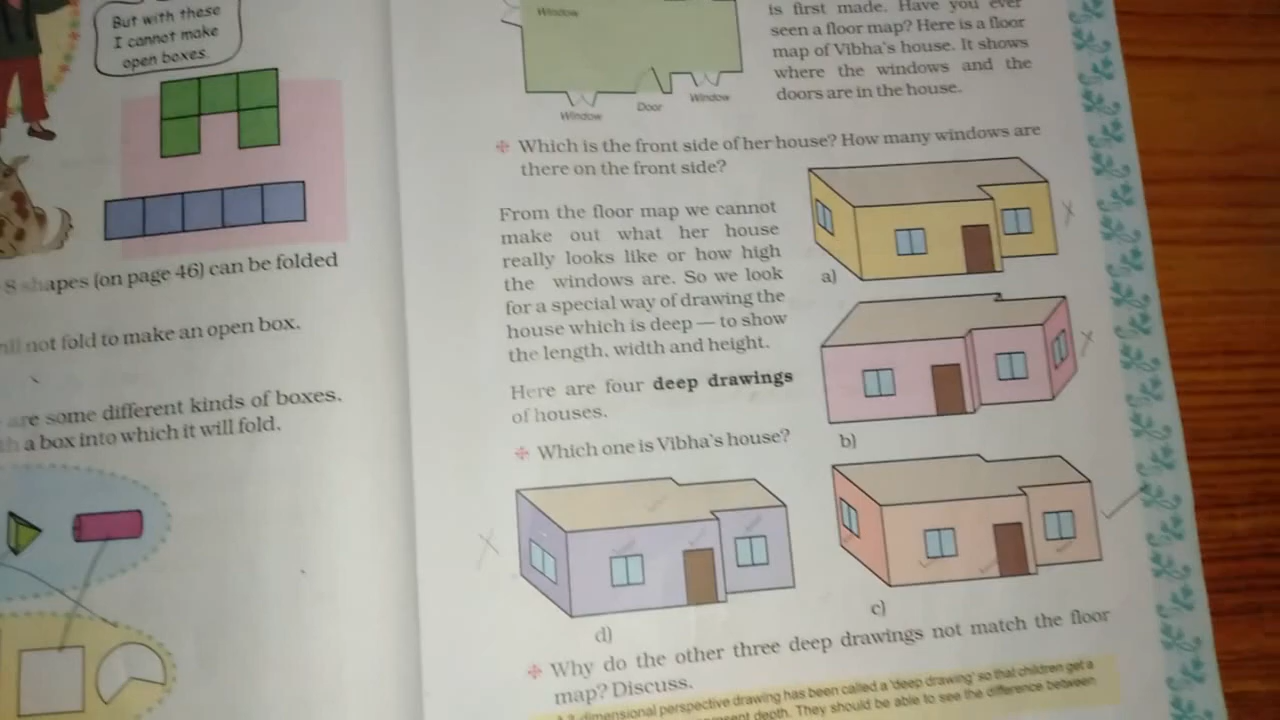 But with these
I cannot make
open boxes.
8 shapes (on page 46) can be folded
not fold to make an open box.
are some different kinds of boxes.
a box into which it will fold.
Window
Window
Door
Window
is first made. Have you ever
seen a floor map? Here is a floor
map of Vibha's house. It shows
where the windows and the
doors are in the house.
Which is the front side of her house? How many windows are
there on the front side?
From the floor map we cannot
make out what her house
really looks like or how high
the windows are. So we look
for a special way of drawing the
house which is deep — to show
the length, width and height.
Here are four deep drawings
of houses.
Which one is Vibha's house?
a)
b)
c)
d)
Why do the other three deep drawings not match the floor
map? Discuss.
dimensional perspective drawing has been called a 'deep drawing' so that children get a
depth. They should be able to see the difference between